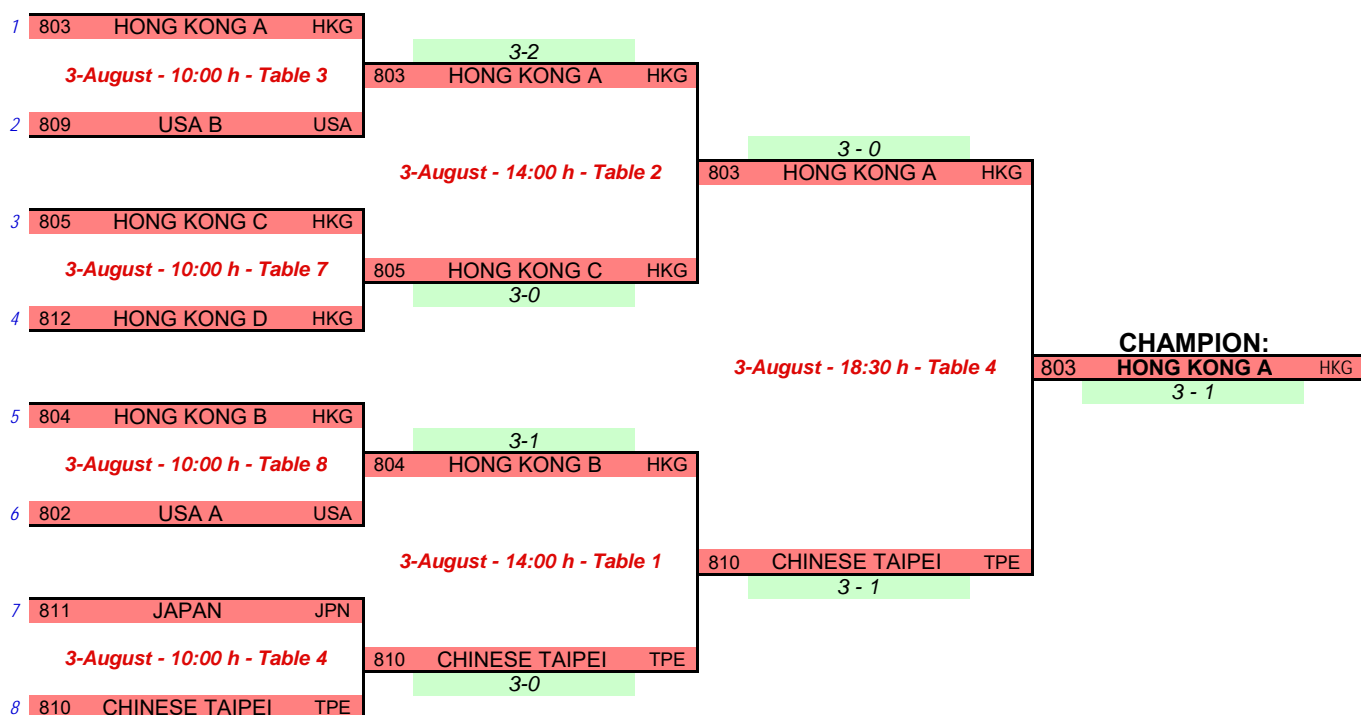 1 803 HONG KONG A HKG
3-2
3-August - 10:00 h - Table 3
803 HONG KONG A HKG
2 809 USA B USA
3 - 0
3-August - 14:00 h - Table 2
803 HONG KONG A HKG
3 805 HONG KONG C HKG
3-August - 10:00 h - Table 7
805 HONG KONG C HKG
3-0
4 812 HONG KONG D HKG
CHAMPION:
3-August - 18:30 h - Table 4
803 HONG KONG A HKG
3 - 1
5 804 HONG KONG B HKG
3-1
3-August - 10:00 h - Table 8
804 HONG KONG B HKG
6 802 USA A USA
3-August - 14:00 h - Table 1
810 CHINESE TAIPEI TPE
3 - 1
7 811 JAPAN JPN
3-August - 10:00 h - Table 4
810 CHINESE TAIPEI TPE
3-0
8 810 CHINESE TAIPEI TPE